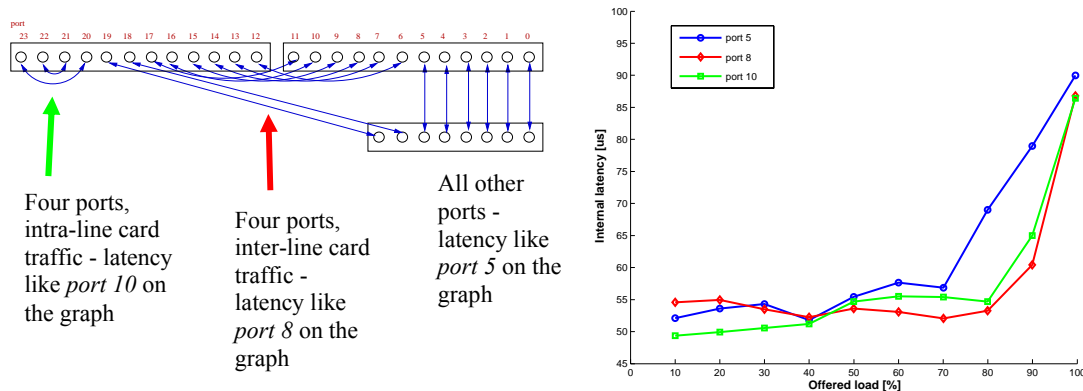 port
23 22 21 20 19 18 17 16 15 14 13 12 11 10 9 8 7 6 5 4 3 2 1 0
Four ports,
intra-line card
traffic - latency
like port 10 on
the graph
Four ports,
inter-line card
traffic -
latency like
port 8 on the
graph
All other
ports -
latency like
port 5 on the
graph
100
95
90
85
80
75
70
65
60
55
50
45
Internal latency [us]
port 5
port 8
port 10
0 10 20 30 40 50 60 70 80 90 100
Offered load [%]